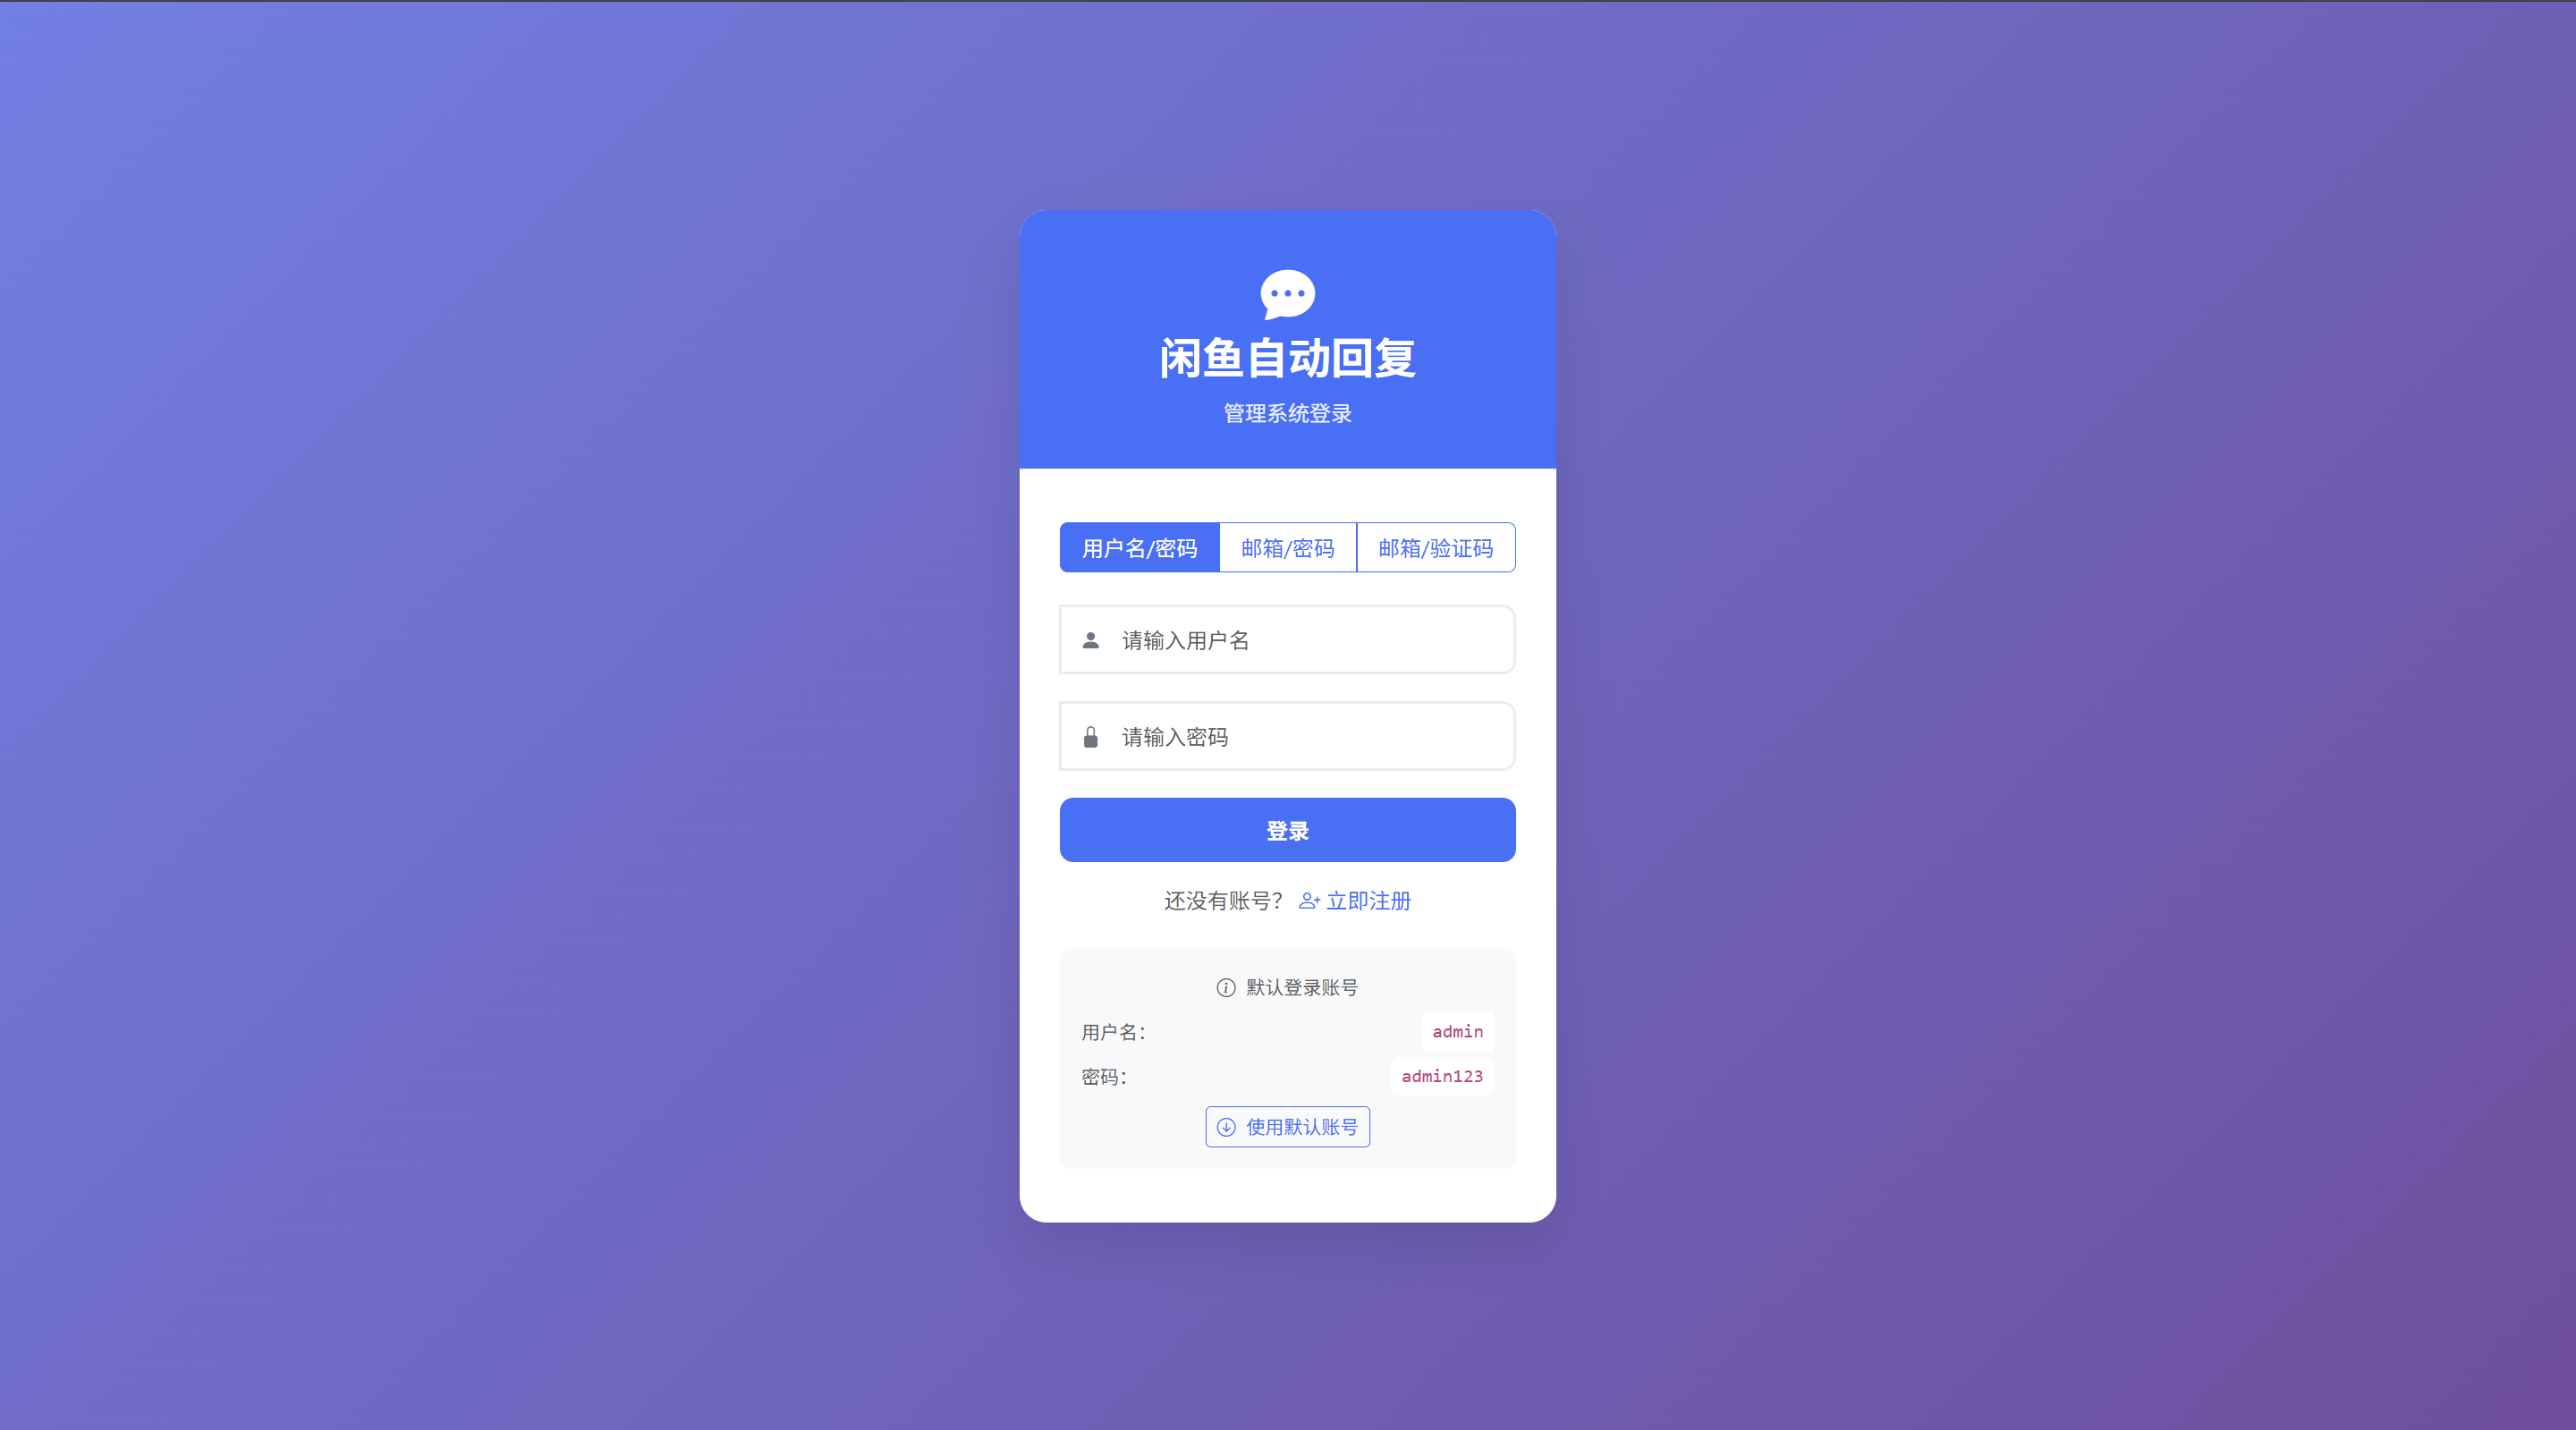 闲鱼自动回复
管理系统登录
用户名/密码 邮箱/密码 邮箱/验证码
请输入用户名
请输入密码
登录
还没有账号？ 立即注册
默认登录账号
用户名： admin
密码： admin123
使用默认账号